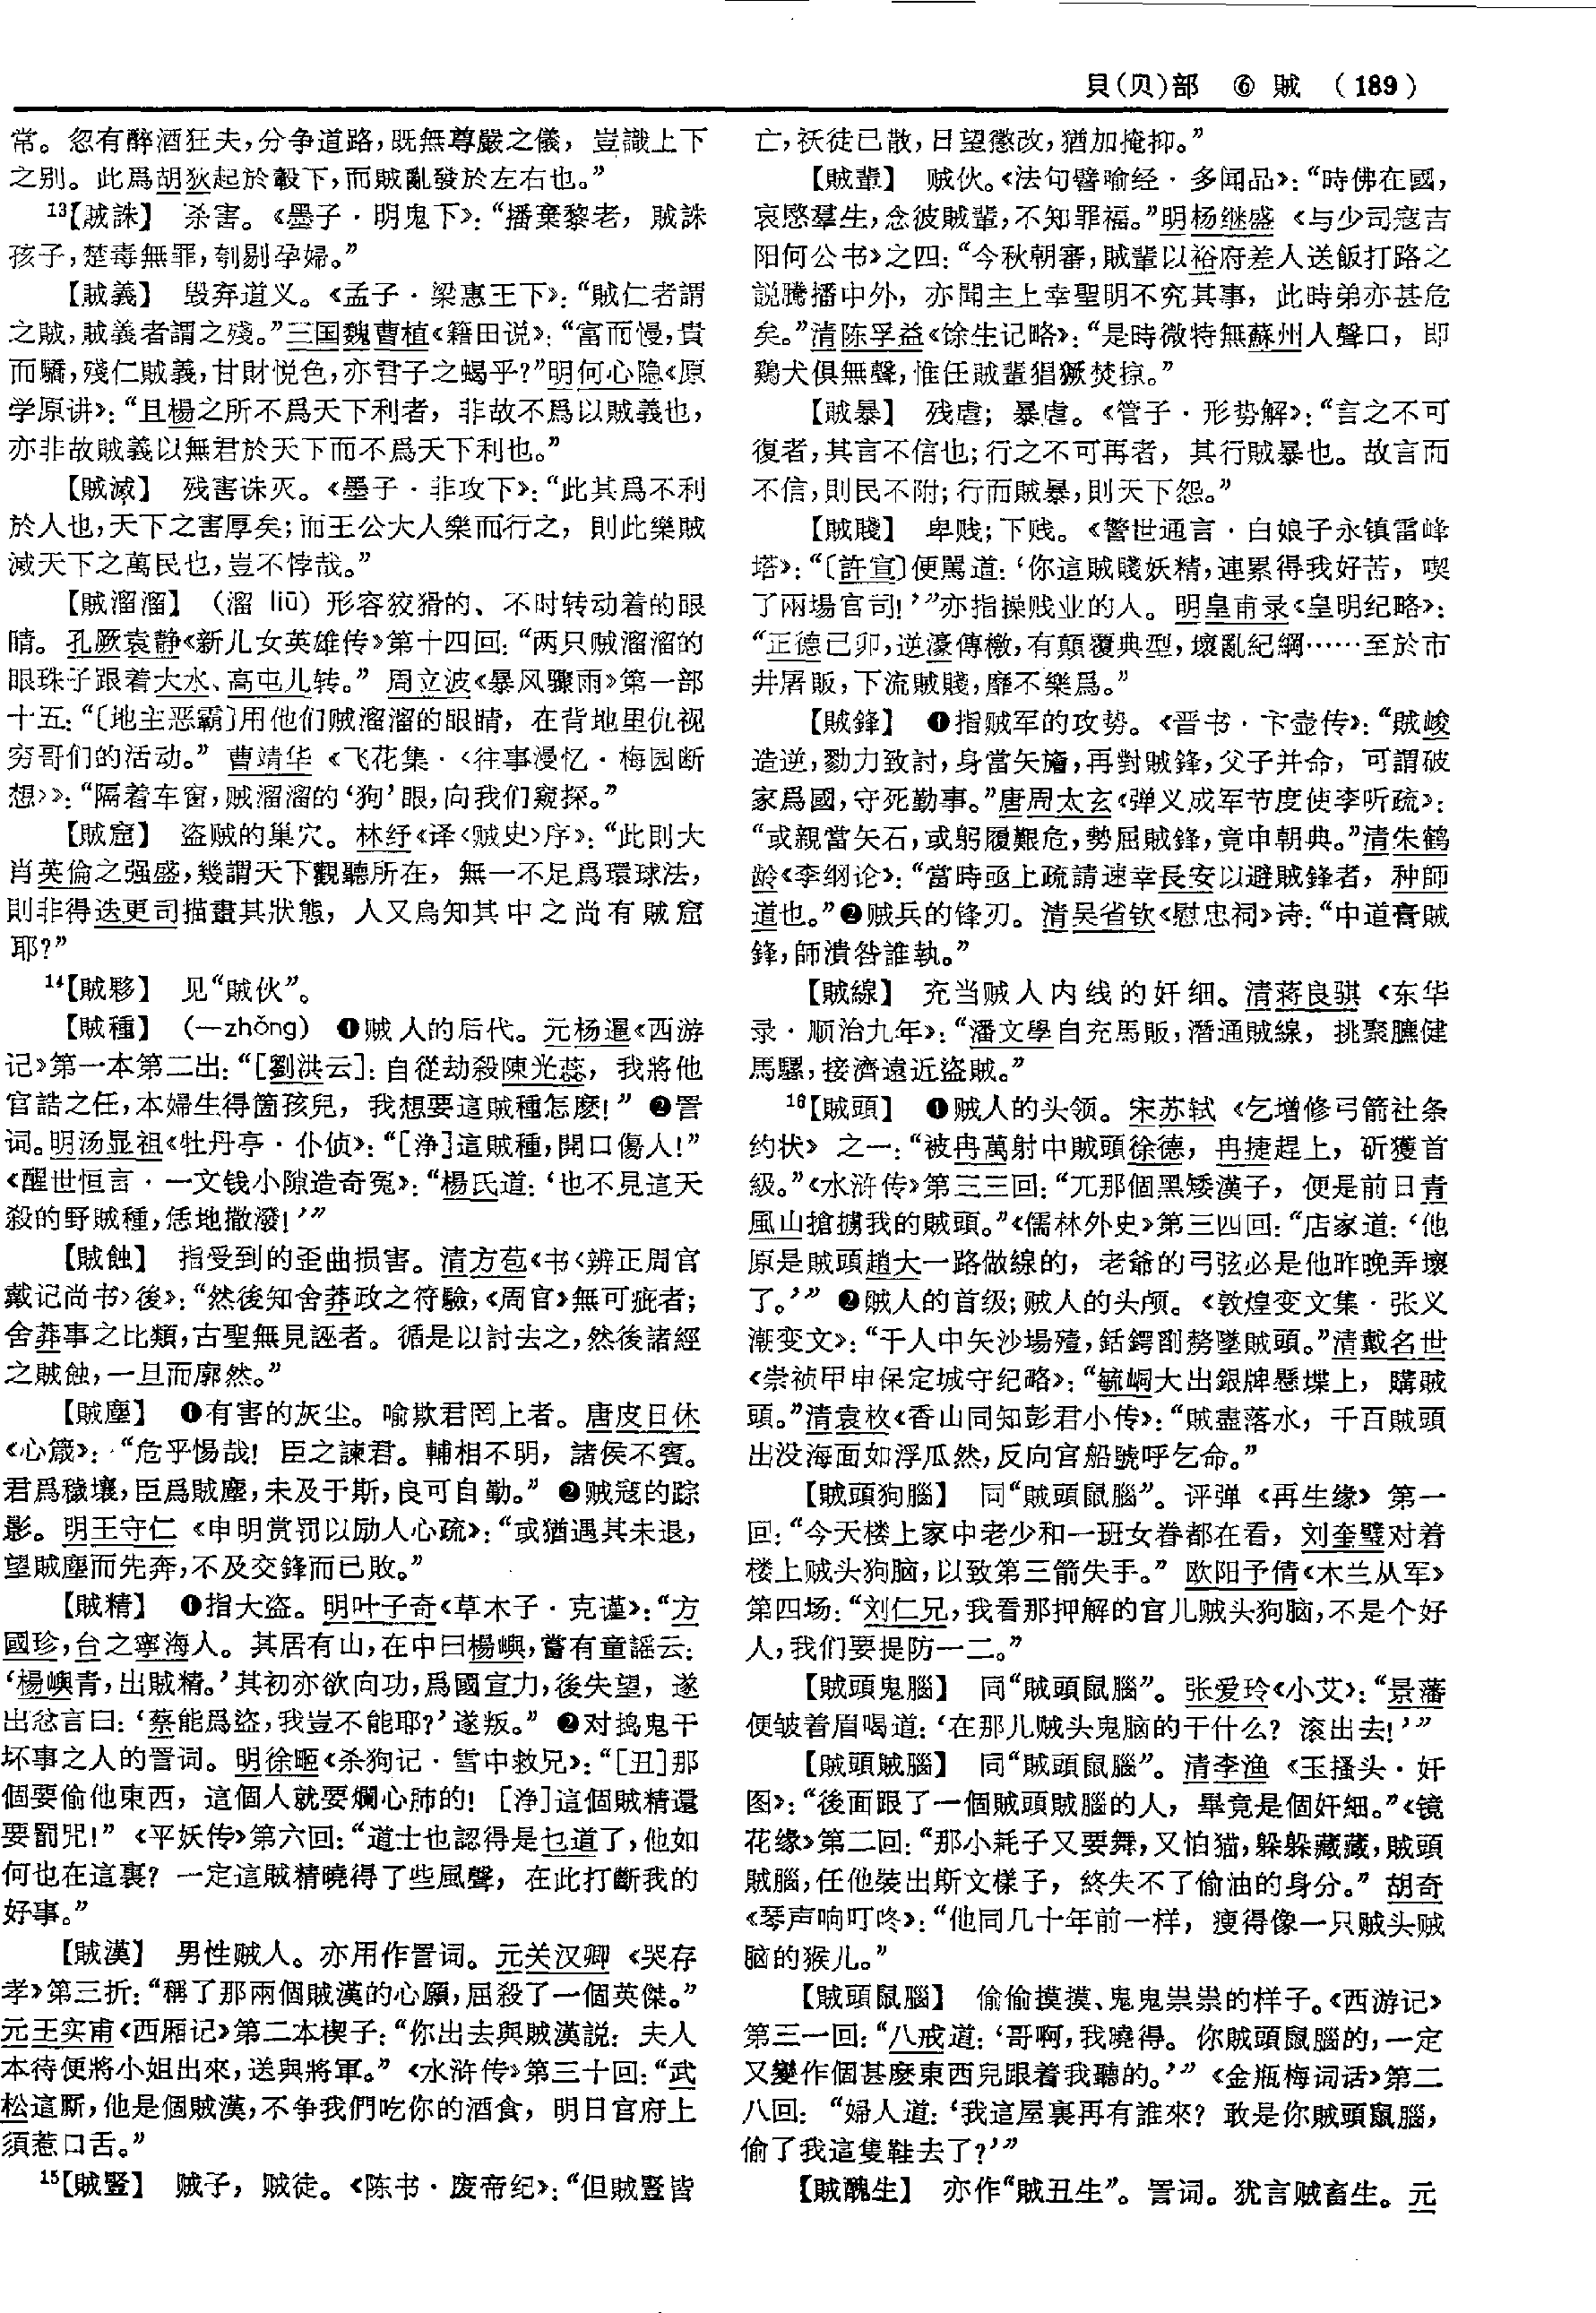 貝(贝)部 ⑥ 賊 (189)
常。忽有醉酒狂夫,分争道路,既無尊嚴之儀，豈識上下
之别。此爲胡狄起於轂下,而賊亂發於左右也。”
13【賊誅】 杀害。《墨子·明鬼下》：“播棄黎老，賊誅
孩子,楚毒無罪,刳剔孕婦。”
【賊義】 毁弃道义。《孟子·梁惠王下》：“賊仁者謂
之賊,賊義者謂之殘。”三国魏曹植《籍田说》：“富而慢,貴
而驕,殘仁賊義,甘財悦色,亦君子之蝎乎?”明何心隐《原
学原讲》：“且楊之所不爲天下利者，非故不爲以賊義也，
亦非故賊義以無君於天下而不爲天下利也。”
【賊滅】 残害诛灭。《墨子·非攻下》：“此其爲不利
於人也,天下之害厚矣;而王公大人樂而行之，則此樂賊
滅天下之萬民也,豈不悖哉。”
【賊溜溜】 (溜 liū) 形容狡猾的、不时转动着的眼
睛。孔厥袁静《新儿女英雄传》第十四回：“两只贼溜溜的
眼珠子跟着大水、高屯儿转。” 周立波《暴风骤雨》第一部
十五：“〔地主恶霸〕用他们贼溜溜的眼睛，在背地里仇视
穷哥们的活动。” 曹靖华《飞花集·〈往事漫忆·梅园断
想〉》：“隔着车窗,贼溜溜的‘狗’眼,向我们窥探。”
【賊窟】 盗贼的巢穴。林纾《译〈贼史〉序》：“此則大
肖英倫之强盛,幾謂天下觀聽所在，無一不足爲環球法，
則非得迭更司描畫其狀態，人又烏知其中之尚有賊窟
耶?”
14【賊夥】 见“賊伙”。
【賊種】 (—zhǒng) ❶贼人的后代。元杨暹《西游
记》第一本第二出：“［劉洪云］：自從劫殺陳光蕊，我將他
官誥之任,本婦生得箇孩兒，我想要這賊種怎麽！” ❷詈
词。明汤显祖《牡丹亭·仆侦》：“［浄］這賊種,開口傷人！”
《醒世恒言·一文钱小隙造奇冤》：“楊氏道：‘也不見這天
殺的野賊種,恁地撒潑！’”
【賊蝕】 指受到的歪曲损害。清方苞《书〈辨正周官
戴记尚书〉後》：“然後知舍莽政之符驗,《周官》無可疵者；
舍莽事之比類,古聖無見誣者。循是以討去之,然後諸經
之賊蝕,一旦而廓然。”
【賊塵】 ❶有害的灰尘。喻欺君罔上者。唐皮日休
《心箴》：“危乎惕哉！臣之諫君。輔相不明，諸侯不賓。
君爲穢壤,臣爲賊塵,未及于斯,良可自勤。” ❷贼寇的踪
影。明王守仁《申明赏罚以励人心疏》：“或猶遇其未退，
望賊塵而先奔,不及交鋒而已敗。”
【賊精】 ❶指大盗。明叶子奇《草木子·克谨》：“方
國珍,台之寧海人。其居有山,在中曰楊嶼,嘗有童謡云：
‘楊嶼青,出賊精。’其初亦欲向功,爲國宣力,後失望，遂
出忿言曰：‘蔡能爲盜,我豈不能耶?’遂叛。” ❷对捣鬼干
坏事之人的詈词。明徐㬇《杀狗记·雪中救兄》：“［丑］那
個要偷他東西，這個人就要爛心肺的！［浄］這個賊精還
要罰咒！” 《平妖传》第六回：“道士也認得是乜道了,他如
何也在這裏？一定這賊精曉得了些風聲，在此打斷我的
好事。”
【賊漢】 男性贼人。亦用作詈词。元关汉卿《哭存
孝》第三折：“稱了那兩個賊漢的心願,屈殺了一個英傑。”
元王实甫《西厢记》第二本楔子：“你出去與賊漢説：夫人
本待便將小姐出來,送與將軍。” 《水浒传》第三十回：“武
松這厮,他是個賊漢,不争我們吃你的酒食，明日官府上
須惹口舌。”
15【賊豎】 贼子，贼徒。《陈书·废帝纪》：“但賊豎皆
亡,祅徒已散,日望懲改,猶加掩抑。”
【賊輩】 贼伙。《法句譬喻经·多闻品》：“時佛在國，
哀愍羣生,念彼賊輩,不知罪福。”明杨继盛《与少司寇吉
阳何公书》之四：“今秋朝審,賊輩以裕府差人送飯打路之
説騰播中外，亦聞主上幸聖明不究其事，此時弟亦甚危
矣。”清陈孚益《馀生记略》：“是時微特無蘇州人聲口，即
鷄犬俱無聲,惟任賊輩猖獗焚掠。”
【賊暴】 残虐；暴虐。《管子·形势解》：“言之不可
復者,其言不信也;行之不可再者，其行賊暴也。故言而
不信,則民不附;行而賊暴,則天下怨。”
【賊賤】 卑贱；下贱。《警世通言·白娘子永镇雷峰
塔》：“〔許宣〕便駡道：‘你這賊賤妖精,連累得我好苦，喫
了兩場官司！’”亦指操贱业的人。明皇甫录《皇明纪略》：
“正德己卯,逆濠傳檄,有顛覆典型,壞亂紀綱……至於市
井屠販,下流賊賤,靡不樂爲。”
【賊鋒】 ❶指贼军的攻势。《晋书·卞壸传》：“賊峻
造逆,勠力致討,身當矢旝,再對賊鋒,父子并命，可謂破
家爲國,守死勤事。”唐周太玄《弹义成军节度使李听疏》：
“或親當矢石,或躬履艱危,勢屈賊鋒,竟申朝典。”清朱鹤
龄《李纲论》：“當時亟上疏請速幸長安以避賊鋒者，种師
道也。”❷贼兵的锋刃。清吴省钦《慰忠祠》诗：“中道膏賊
鋒,師潰咎誰執。”
【賊線】 充当贼人内线的奸细。清蒋良骐《东华
录·顺治九年》：“潘文學自充馬販,潛通賊線，挑聚臕健
馬騾,接濟遠近盜賊。”
16【賊頭】 ❶贼人的头领。宋苏轼《乞增修弓箭社条
约状》之一：“被冉萬射中賊頭徐德，冉捷趕上，斫獲首
級。”《水浒传》第三三回：“兀那個黑矮漢子，便是前日青
風山搶擄我的賊頭。”《儒林外史》第三四回：“店家道：‘他
原是賊頭趙大一路做線的，老爺的弓弦必是他昨晚弄壞
了。’” ❷贼人的首级；贼人的头颅。《敦煌变文集·张义
潮变文》：“千人中矢沙場殪,銛鍔劄剺墜賊頭。”清戴名世
《崇祯甲申保定城守纪略》：“毓峒大出銀牌懸堞上，購賊
頭。”清袁枚《香山同知彭君小传》：“賊盡落水，千百賊頭
出没海面如浮瓜然,反向官船號呼乞命。”
【賊頭狗腦】 同“賊頭鼠腦”。评弹《再生缘》第一
回：“今天楼上家中老少和一班女眷都在看，刘奎璧对着
楼上贼头狗脑,以致第三箭失手。” 欧阳予倩《木兰从军》
第四场：“刘仁兄,我看那押解的官儿贼头狗脑,不是个好
人,我们要提防一二。”
【賊頭鬼腦】 同“賊頭鼠腦”。张爱玲《小艾》：“景藩
便皱着眉喝道：‘在那儿贼头鬼脑的干什么？滚出去！’”
【賊頭賊腦】 同“賊頭鼠腦”。清李渔《玉搔头·奸
图》：“後面跟了一個賊頭賊腦的人，畢竟是個奸細。”《镜
花缘》第二回：“那小耗子又要舞,又怕猫,躲躲藏藏,賊頭
賊腦,任他裝出斯文樣子，終失不了偷油的身分。” 胡奇
《琴声响叮咚》：“他同几十年前一样，瘦得像一只贼头贼
脑的猴儿。”
【賊頭鼠腦】 偷偷摸摸、鬼鬼祟祟的样子。《西游记》
第三一回：“八戒道：‘哥啊,我曉得。你賊頭鼠腦的,一定
又變作個甚麽東西兒跟着我聽的。’” 《金瓶梅词话》第二
八回：“婦人道：‘我這屋裏再有誰來？敢是你賊頭鼠腦，
偷了我這隻鞋去了？’”
【賊醜生】 亦作“賊丑生”。詈词。犹言贼畜生。元